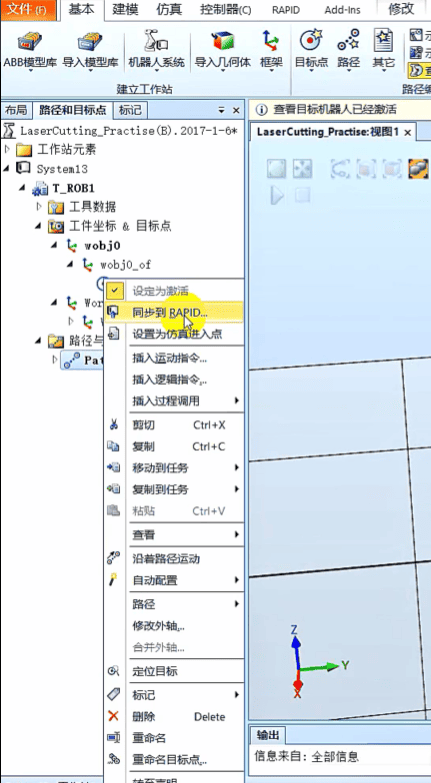 文件(F) 基本 建模 仿真 控制器(C) RAPID Add-Ins 修改
ABB模型库 导入模型库 机器人系统 导入几何体 框架 目标点 路径 其它
建立工作站 路径编
布局 路径和目标点 标记
LaserCutting_Practise(B).2017-1-6*
工作站元素
System13
T_ROB1
工具数据
工件坐标 & 目标点
wobj0
wobj0_of
Wor
路径与
Pat
设定为激活
同步到 RAPID...
设置为仿真进入点
插入运动指令...
插入逻辑指令...
插入过程调用
剪切 Ctrl+X
复制 Ctrl+C
移动到任务
复制到任务
粘贴 Ctrl+V
查看
沿着路径运动
自动配置
路径
修改外轴...
合并外轴...
定位目标
标记
删除 Delete
重命名
重命名目标点...
查看目标机器人已经激活
LaserCutting_Practise:视图1
Z
Y
X
输出
信息来自: 全部信息